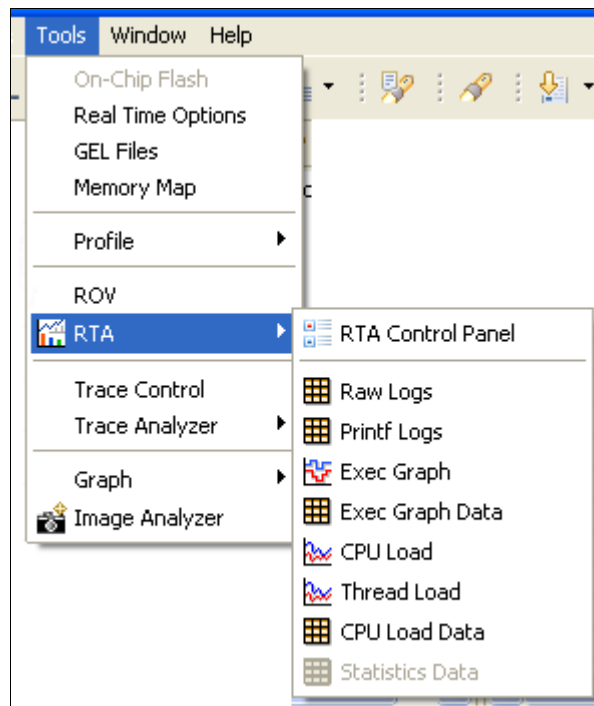 Tools Window Help
On-Chip Flash
Real Time Options
GEL Files
Memory Map
Profile
ROV
RTA
Trace Control
Trace Analyzer
Graph
Image Analyzer
RTA Control Panel
Raw Logs
Printf Logs
Exec Graph
Exec Graph Data
CPU Load
Thread Load
CPU Load Data
Statistics Data